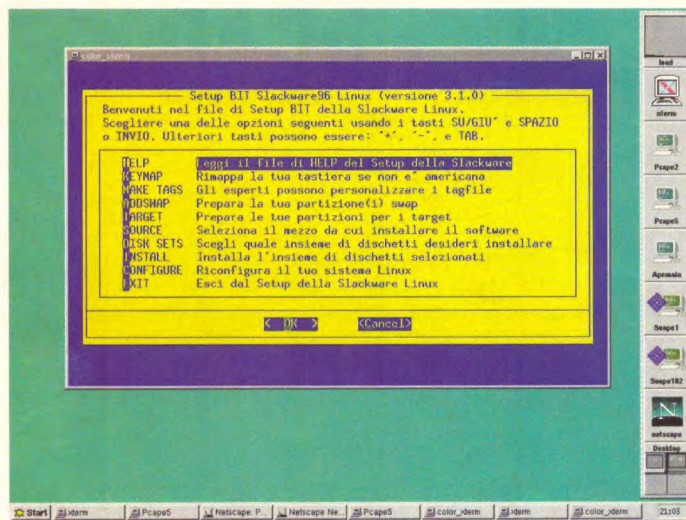 color_xterm
Setup BIT Slackware96 Linux (versione 3.1.0)
Benvenuti nel file di Setup BIT della Slackware Linux.
Scegliere una delle opzioni seguenti usando i tasti SU/GIU' e SPAZIO
o INVIO. Ulteriori tasti possono essere: '+', '-', e TAB.
HELP Leggi il file di HELP del Setup della Slackware
KEYMAP Rimappa la tua tastiera se non e' americana
MAKE TAGS Gli esperti possono personalizzare i tagfile
ADDSWAP Prepara la tua partizione(i) swap
TARGET Prepara le tue partizioni per i target
SOURCE Seleziona il mezzo da cui installare il software
DISK SETS Scegli quale insieme di dischetti desideri installare
INSTALL Installa l'insieme di dischetti selezionati
CONFIGURE Riconfigura il tuo sistema Linux
EXIT Esci dal Setup della Slackware Linux
< OK > <Cancel>
load
xterm
Pcape2
Pcape5
Apemaia
Swape1
Swape102
netscape
Desktop
Start xterm Pcape5 Netscape: P... Netscape Ne... Pcape5 color_xterm xterm color_xterm 21:03